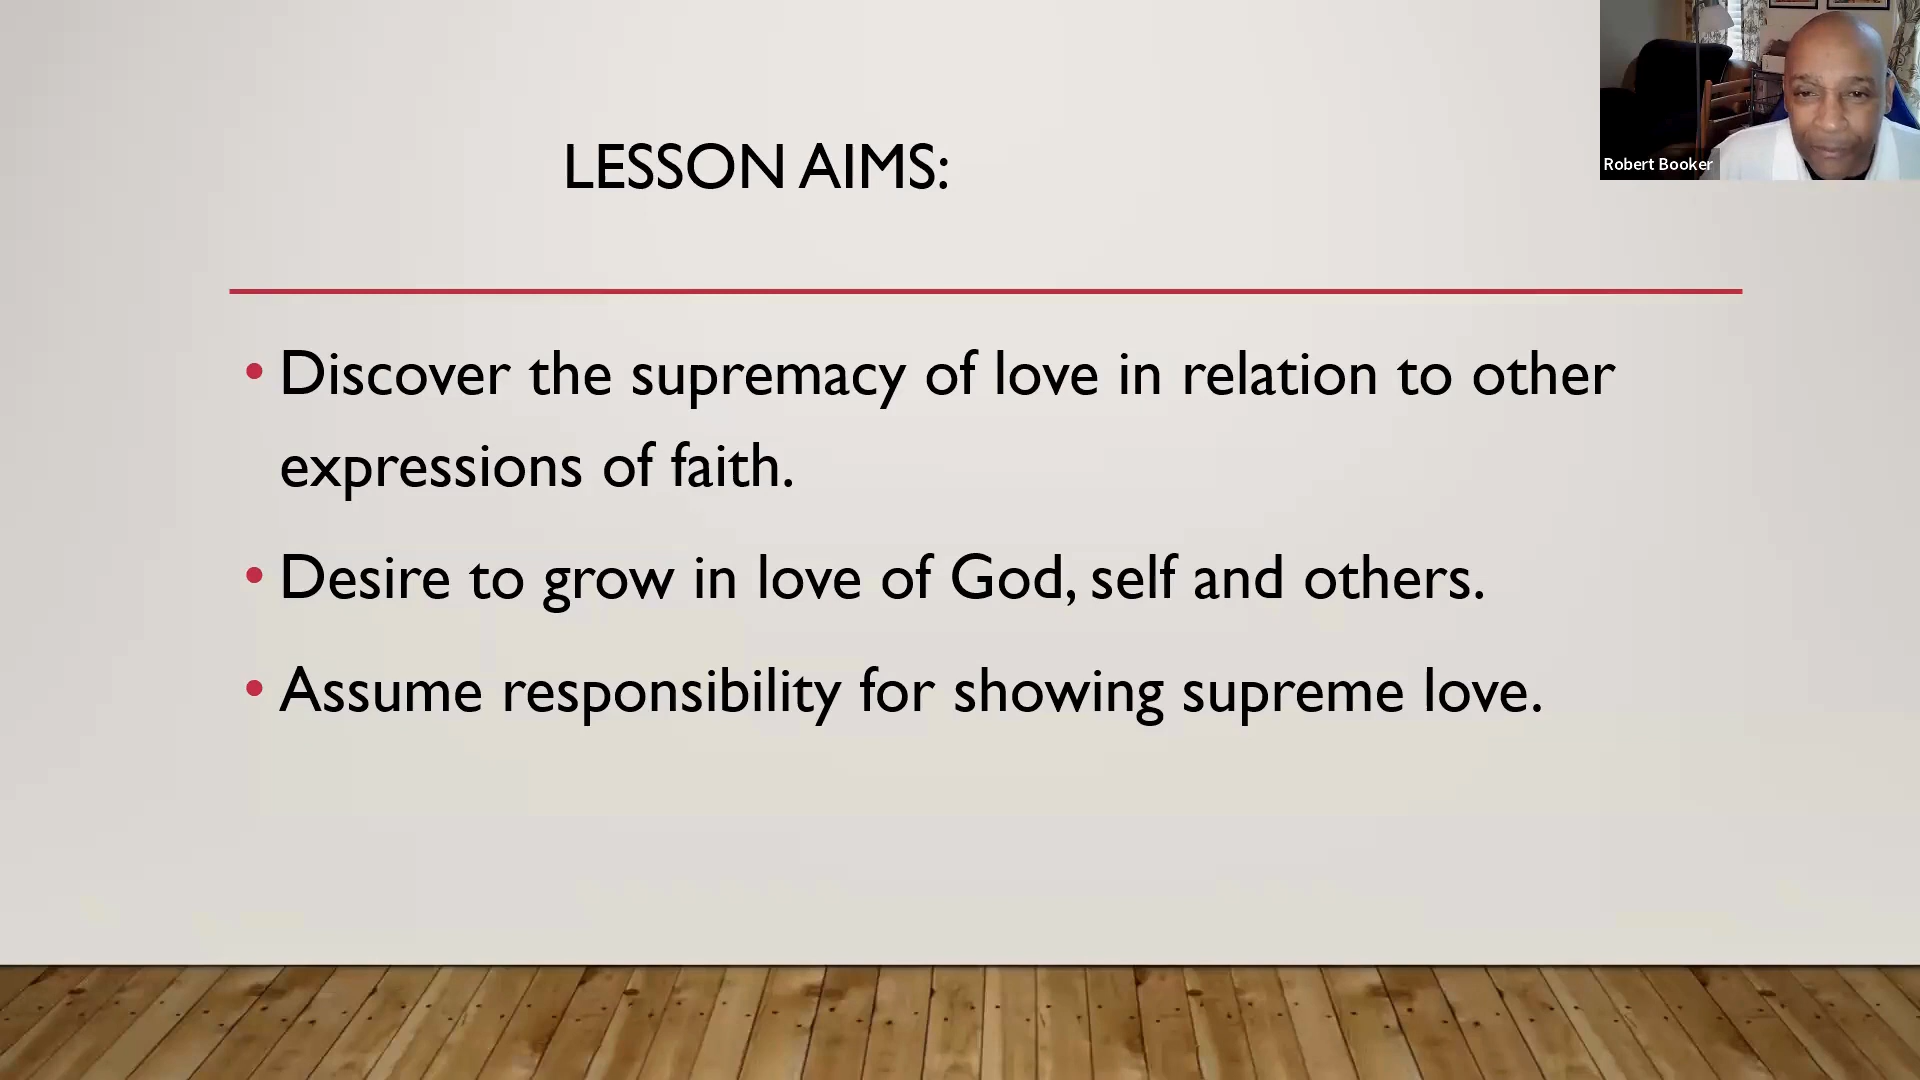 LESSON AIMS:
Robert Booker
• Discover the supremacy of love in relation to other
expressions of faith.
• Desire to grow in love of God, self and others.
• Assume responsibility for showing supreme love.